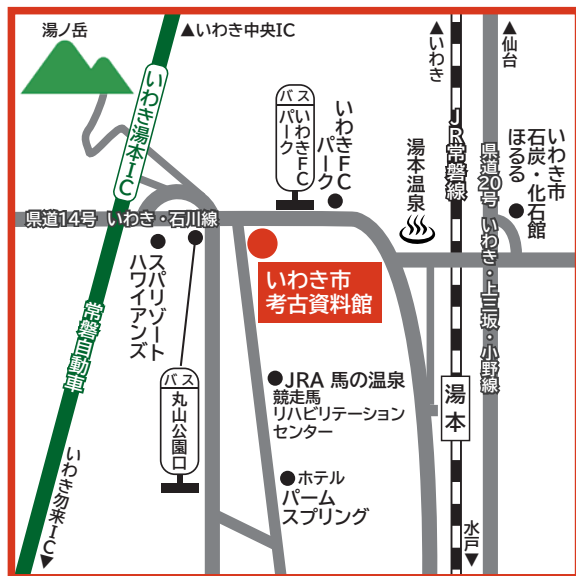 湯ノ岳
▲いわき中央IC
▲いわき
▲仙台
いわき湯本IC
バス
いわきFC
パーク
いわきFC
パーク
湯本温泉
JR常磐線
県道20号 いわき・上三坂・小野線
いわき市
石炭・化石館
ほるる
県道14号 いわき・石川線
スパリゾート
ハワイアンズ
いわき市
考古資料館
常磐自動車
バス
丸山公園口
JRA 馬の温泉
競走馬
リハビリテーション
センター
湯本
ホテル
パーム
スプリング
いわき勿来IC▼
水戸▼